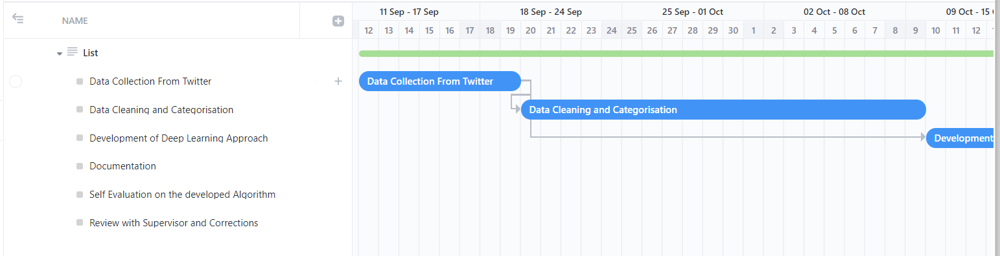 11 Sep - 17 Sep 18 Sep - 24 Sep 25 Sep - 01 Oct 02 Oct - 08 Oct 09 Oct - 15
NAME 12 13 14 15 16 17 18 19 20 21 22 23 24 25 26 27 28 29 30 1 2 3 4 5 6 7 8 9 10 11 12
List
Data Collection From Twitter Data Collection From Twitter
Data Cleaning and Categorisation Data Cleaning and Categorisation
Development of Deep Learning Approach Development
Documentation
Self Evaluation on the developed Algorithm
Review with Supervisor and Corrections